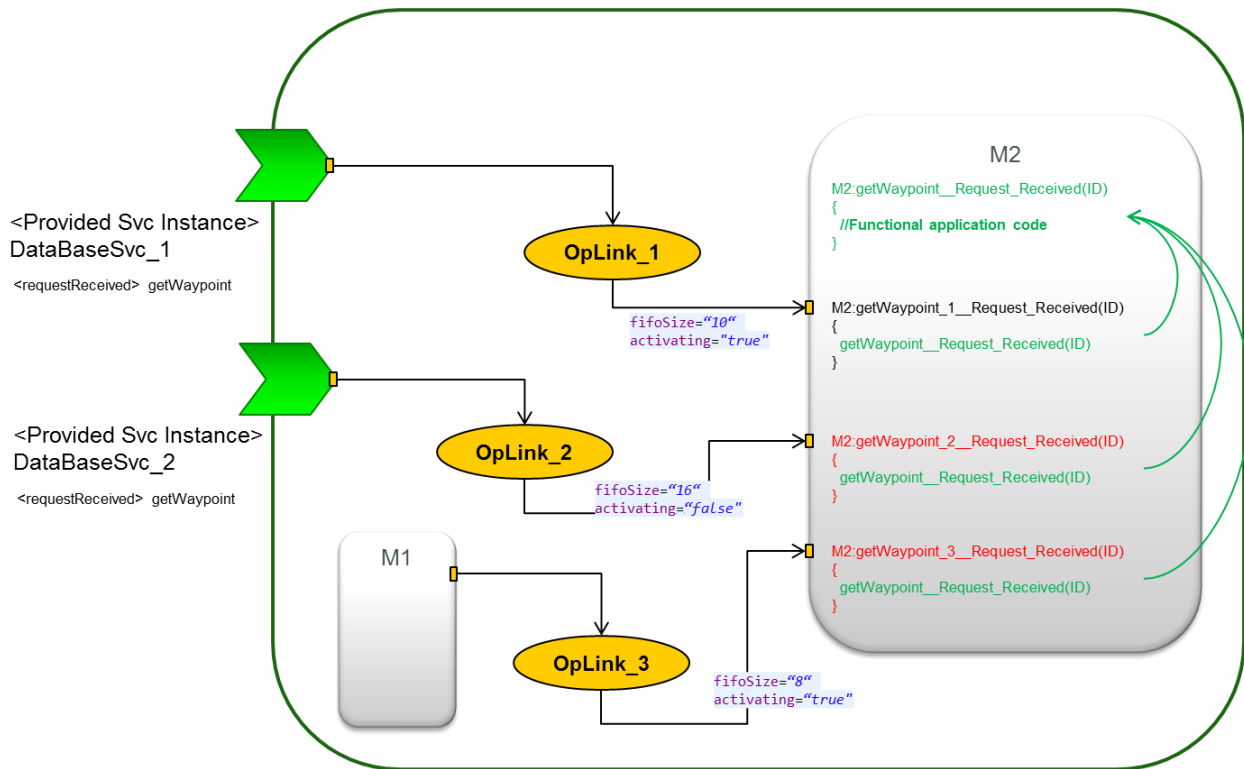 <Provided Svc Instance>
DataBaseSvc_1
<requestReceived> getWaypoint
<Provided Svc Instance>
DataBaseSvc_2
<requestReceived> getWaypoint
OpLink_1
fifoSize=“10“
activating="true"
OpLink_2
fifoSize=“16“
activating=“false"
M1
OpLink_3
fifoSize=“8“
activating=“true"
M2
M2:getWaypoint__Request_Received(ID)
{
//Functional application code
}
M2:getWaypoint_1__Request_Received(ID)
{
getWaypoint__Request_Received(ID)
}
M2:getWaypoint_2__Request_Received(ID)
{
getWaypoint__Request_Received(ID)
}
M2:getWaypoint_3__Request_Received(ID)
{
getWaypoint__Request_Received(ID)
}